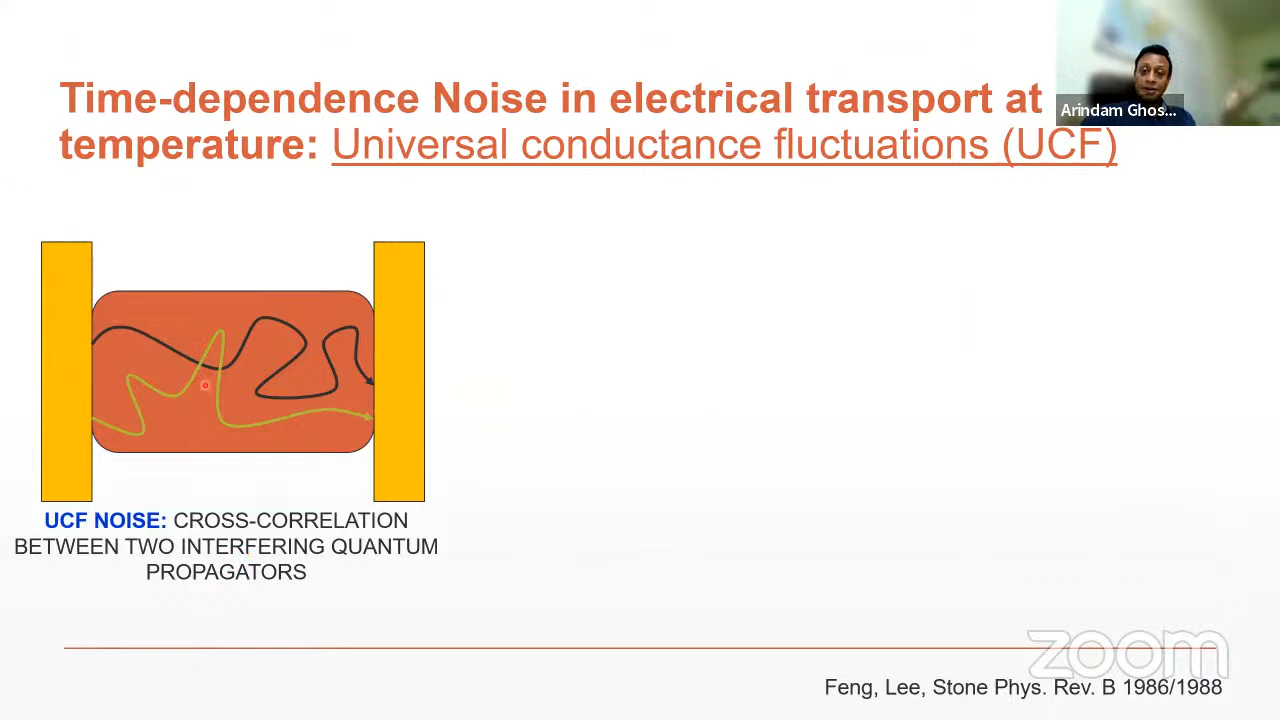 Time-dependence Noise in electrical transport at
temperature: Universal conductance fluctuations (UCF)
Arindam Ghos...
UCF NOISE: CROSS-CORRELATION
BETWEEN TWO INTERFERING QUANTUM
PROPAGATORS
zoom
Feng, Lee, Stone Phys. Rev. B 1986/1988